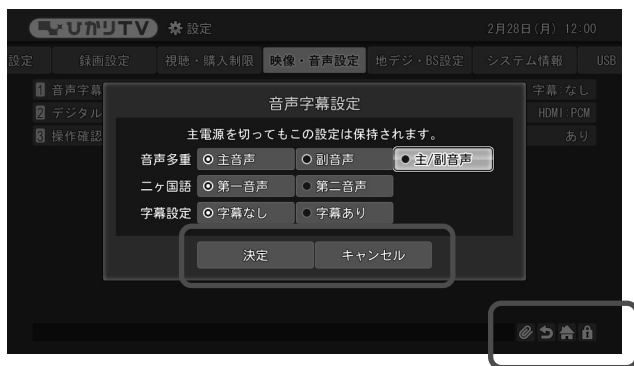 ひかりTV 設定 2月28日(月) 12:00
設定 録画設定 視聴・購入制限 映像・音声設定 地デジ・BS設定 システム情報 USB
1 音声字幕 字幕:なし
2 デジタル HDMI:PCM
3 操作確認 あり
音声字幕設定
主電源を切ってもこの設定は保持されます。
音声多重 主音声 副音声 主/副音声
二ヶ国語 第一音声 第二音声
字幕設定 字幕なし 字幕あり
決定 キャンセル